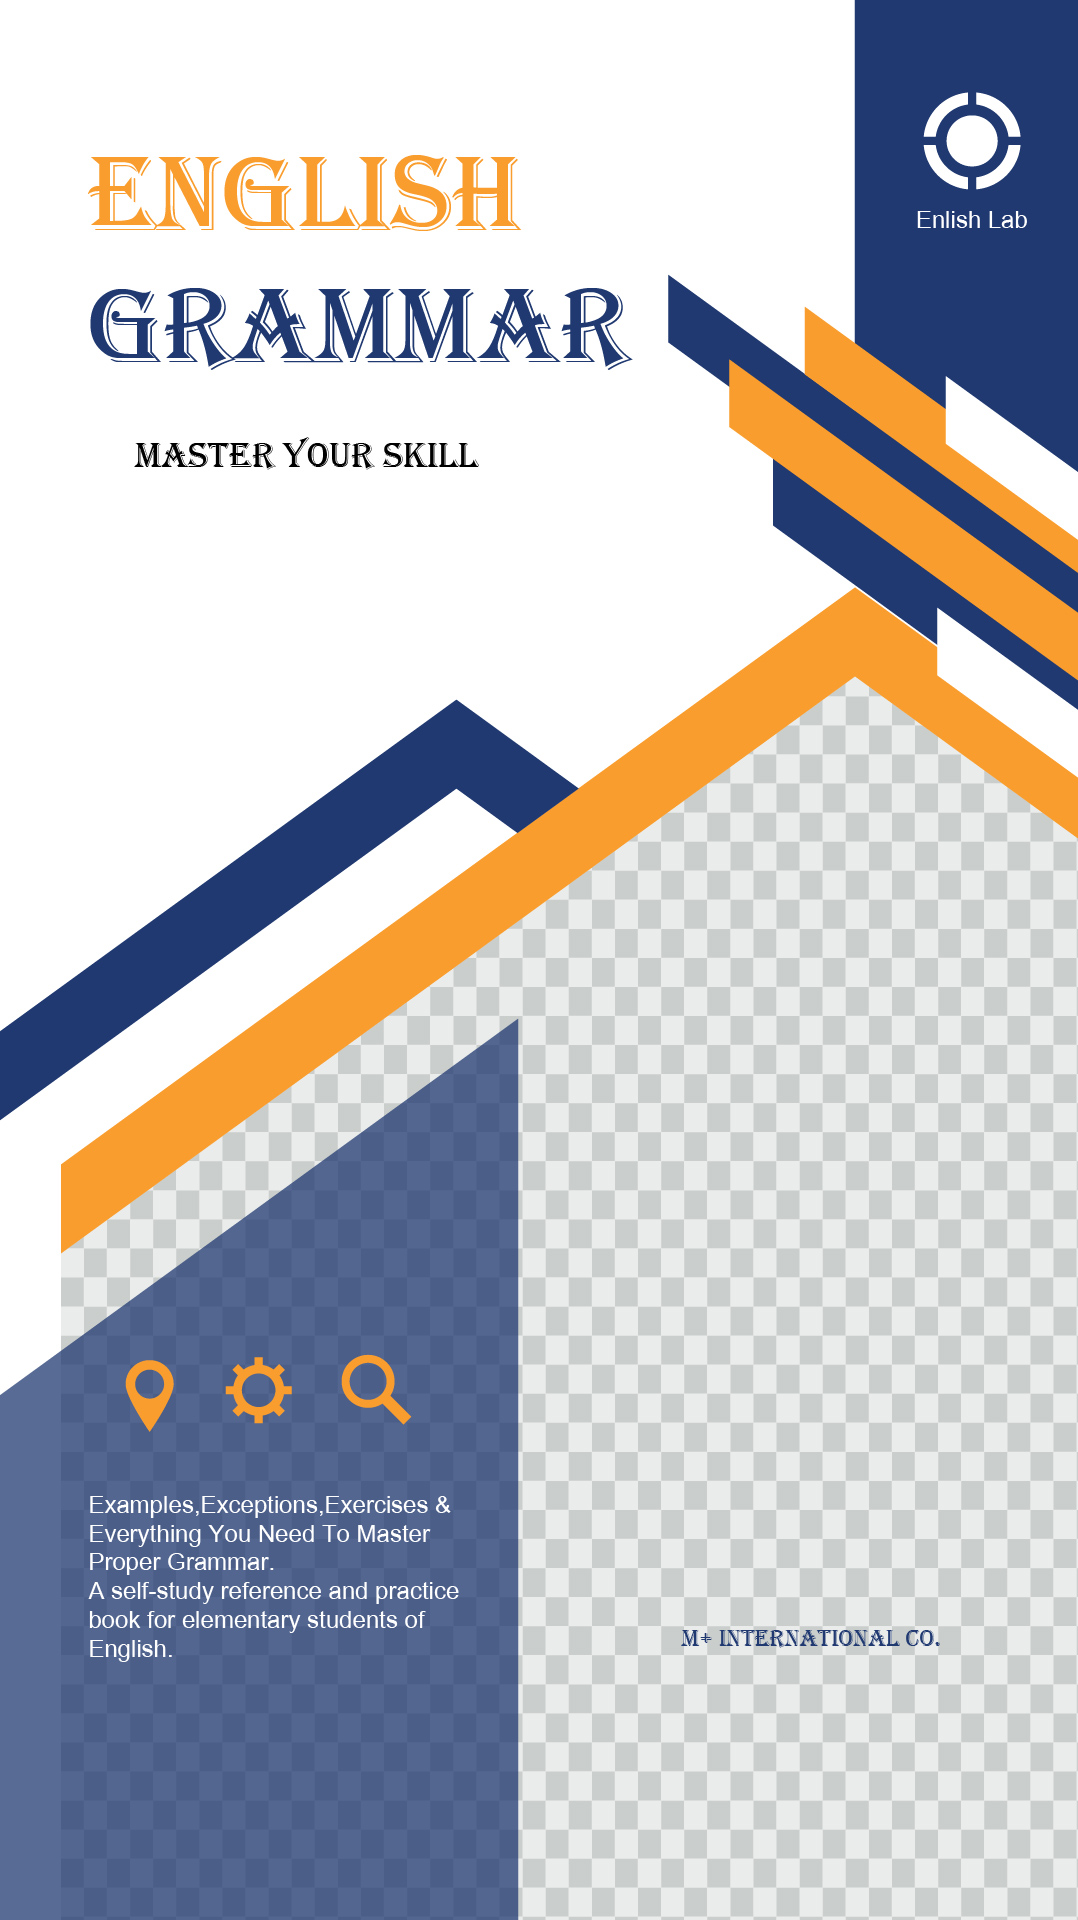 Enlish Lab
ENGLISH
GRAMMAR
MASTER YOUR SKILL
Examples,Exceptions,Exercises &
Everything You Need To Master
Proper Grammar.
A self-study reference and practice
book for elementary students of
English.
M+ INTERNATIONAL CO.